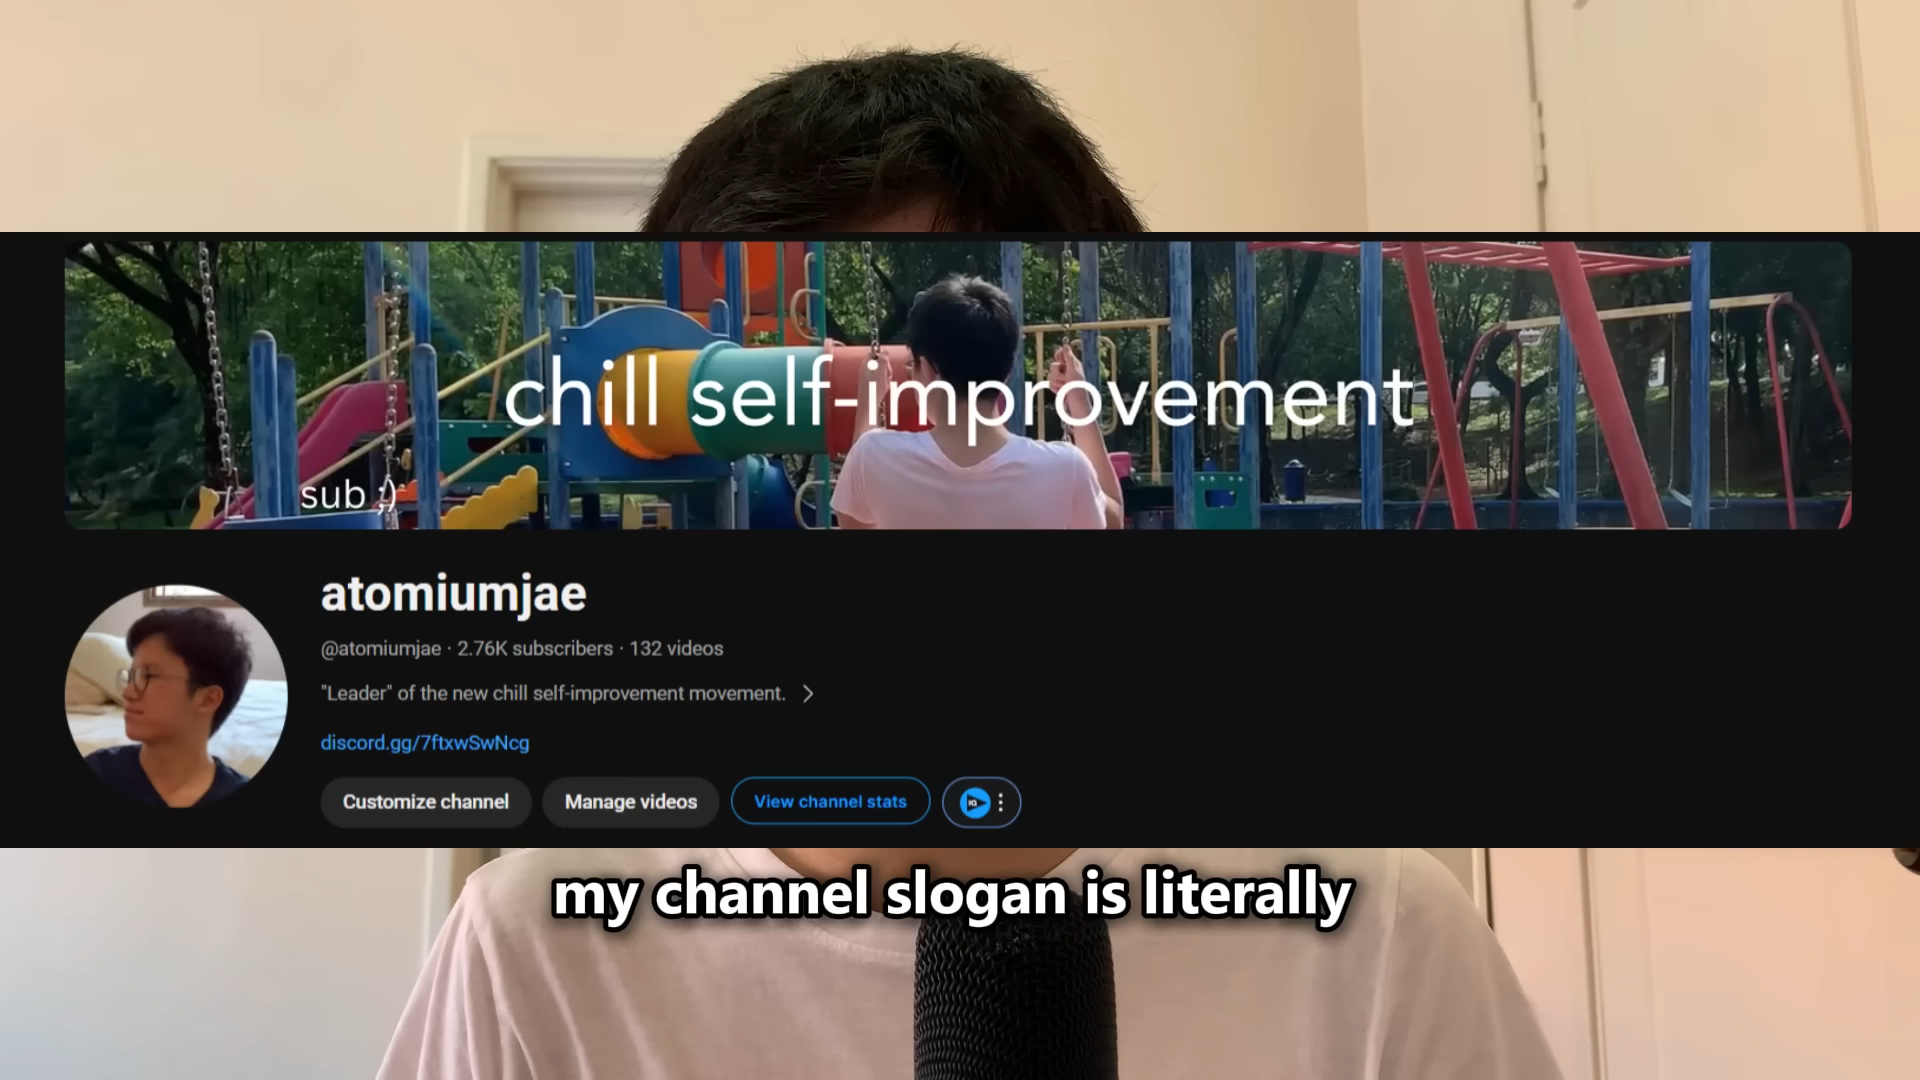 chill self-improvement
sub ;)
atomiumjae
@atomiumjae · 2.76K subscribers · 132 videos
"Leader" of the new chill self-improvement movement.
discord.gg/7ftxwSwNcg
Customize channel
Manage videos
View channel stats
IQ
my channel slogan is literally